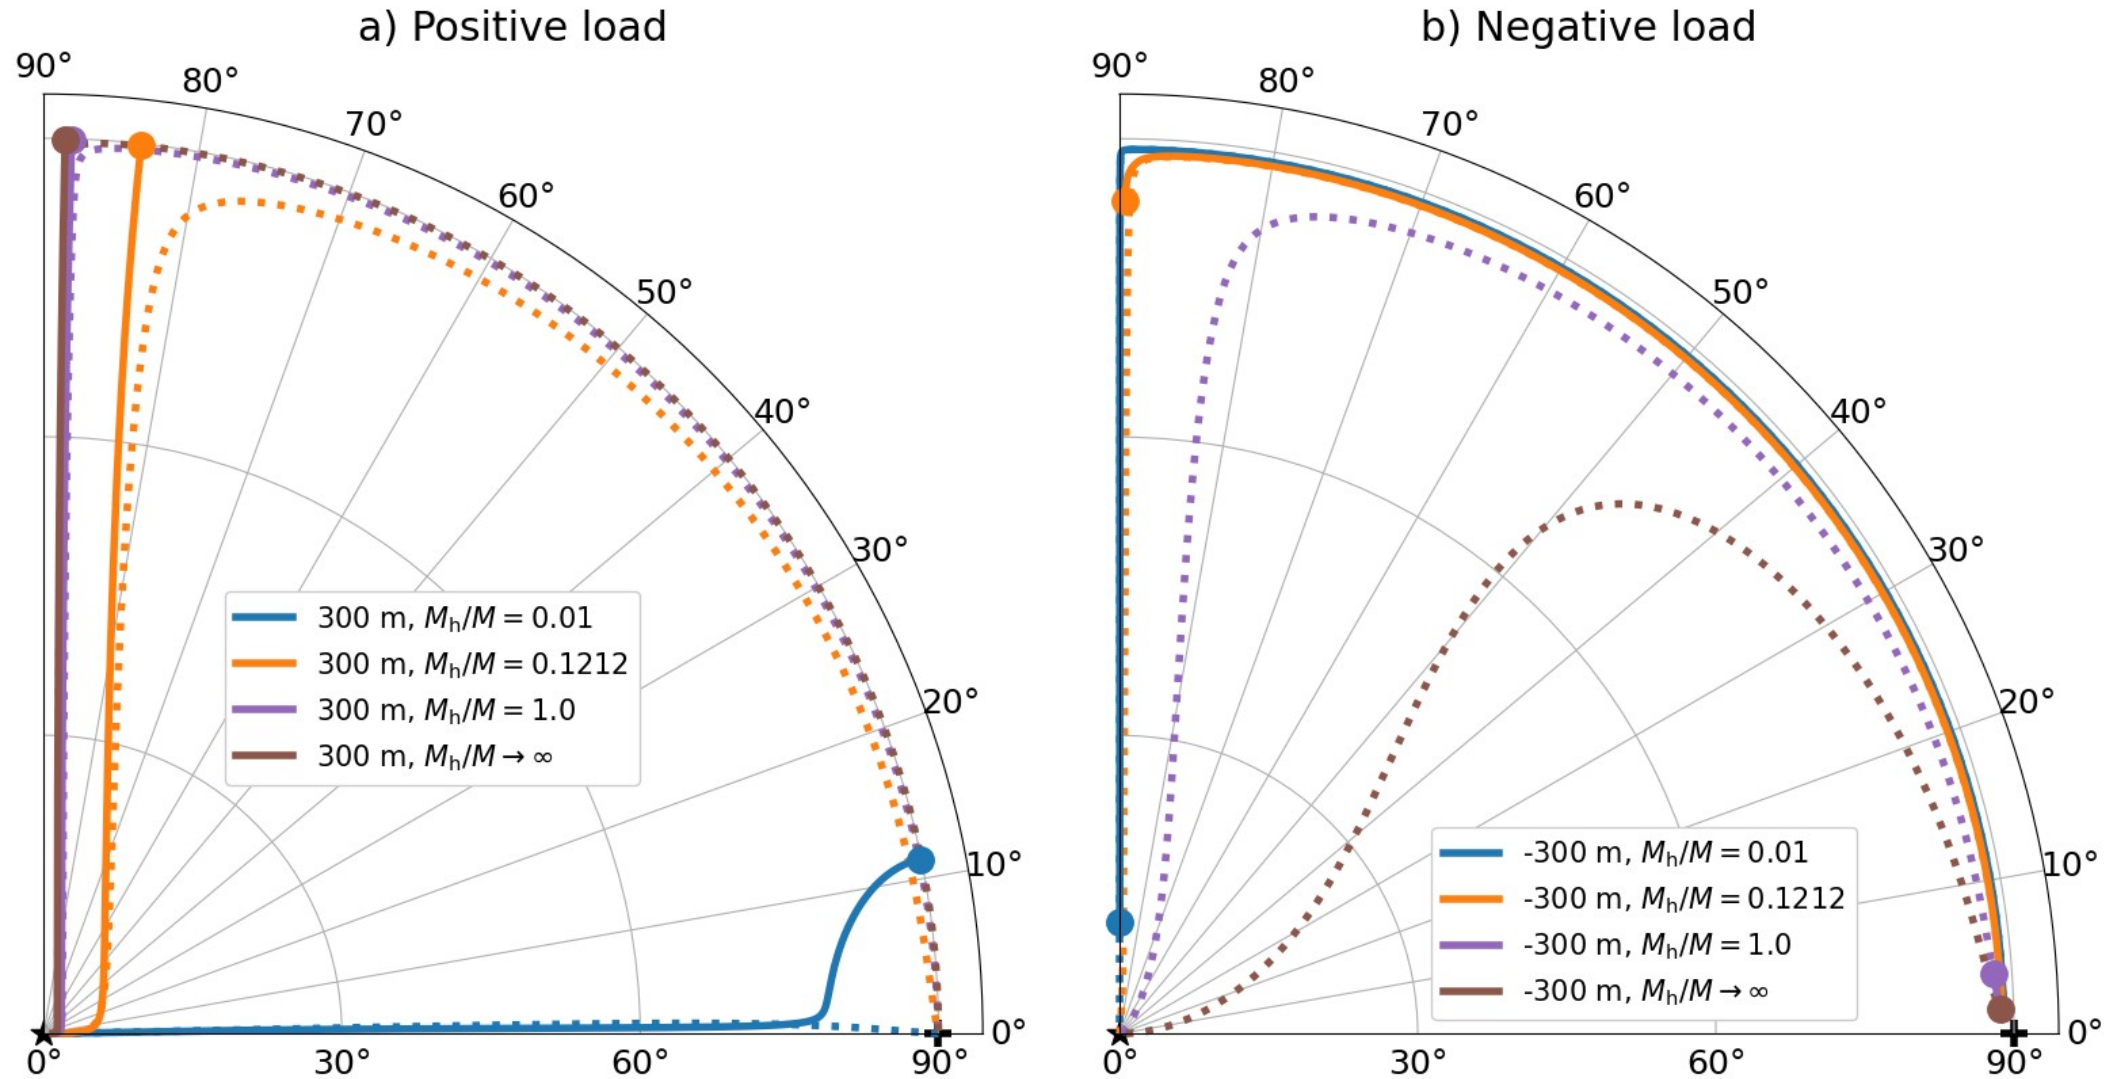 a) Positive load
90°
80°
70°
60°
50°
40°
30°
20°
10°
0°
0°
30°
60°
90°
300 m, Mₕ/M = 0.01
300 m, Mₕ/M = 0.1212
300 m, Mₕ/M = 1.0
300 m, Mₕ/M → ∞
b) Negative load
90°
80°
70°
60°
50°
40°
30°
20°
10°
0°
0°
30°
60°
90°
-300 m, Mₕ/M = 0.01
-300 m, Mₕ/M = 0.1212
-300 m, Mₕ/M = 1.0
-300 m, Mₕ/M → ∞